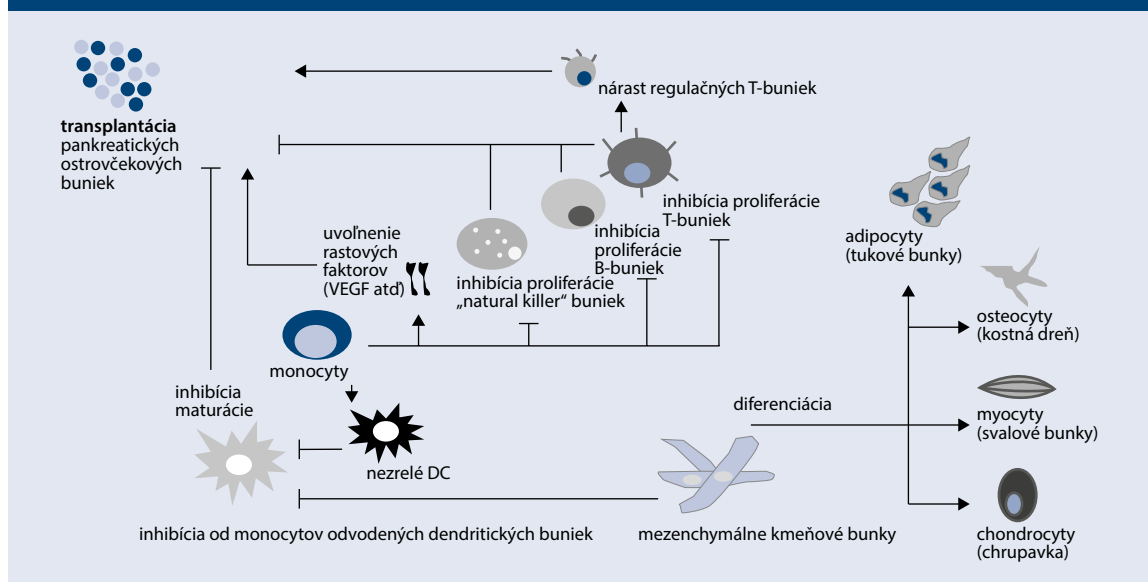 transplantácia
pankreatických
ostrovčekových
buniek
nárast regulačných T-buniek
inhibícia proliferácie
T-buniek
inhibícia
proliferácie
B-buniek
inhibícia proliferácie
„natural killer“ buniek
uvoľnenie
rastových
faktorov
(VEGF atď)
monocyty
inhibícia
maturácie
nezrelé DC
inhibícia od monocytov odvodených dendritických buniek
mezenchymálne kmeňové bunky
diferenciácia
adipocyty
(tukové bunky)
osteocyty
(kostná dreň)
myocyty
(svalové bunky)
chondrocyty
(chrupavka)